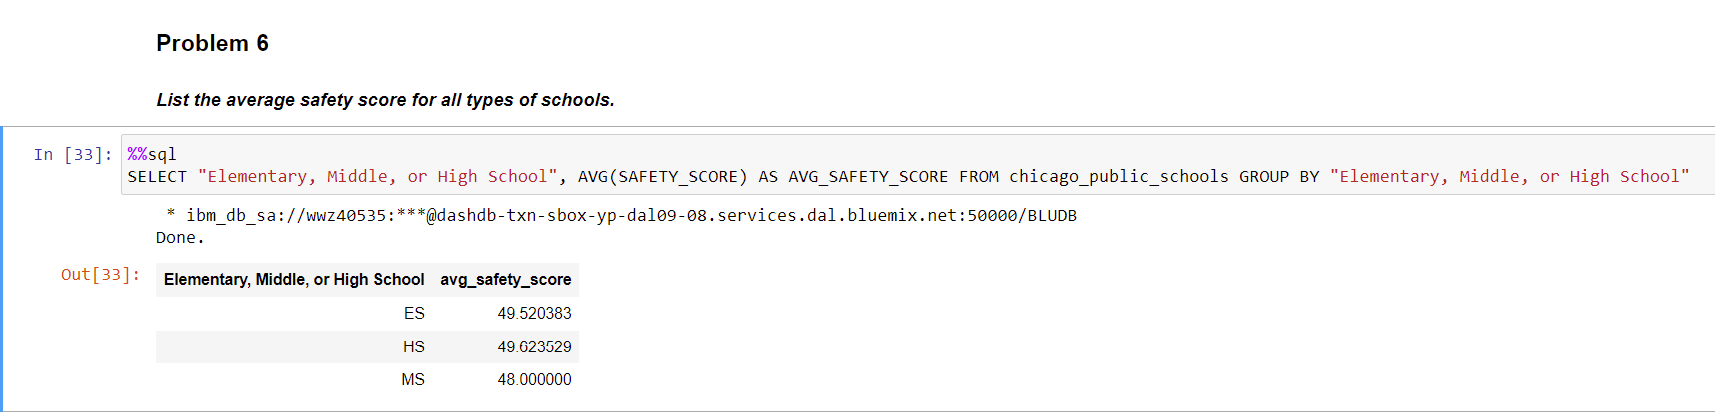 Problem 6
List the average safety score for all types of schools.
In [33]: %%sql
SELECT "Elementary, Middle, or High School", AVG(SAFETY_SCORE) AS AVG_SAFETY_SCORE FROM chicago_public_schools GROUP BY "Elementary, Middle, or High School"
* ibm_db_sa://wwz40535:***@dashdb-txn-sbox-yp-dal09-08.services.dal.bluemix.net:50000/BLUDB
Done.
Out[33]: Elementary, Middle, or High School avg_safety_score
ES 49.520383
HS 49.623529
MS 48.000000